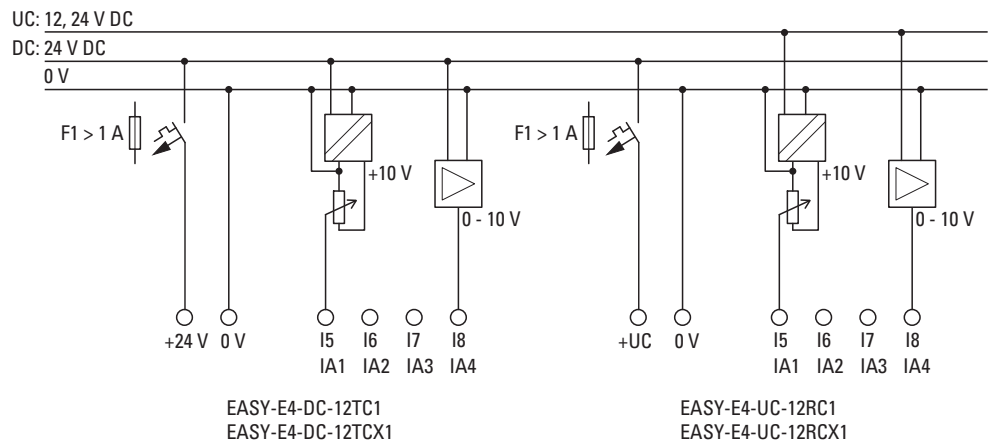 UC: 12, 24 V DC
DC: 24 V DC
0 V
F1 > 1 A
+10 V
0 - 10 V
F1 > 1 A
+10 V
0 - 10 V
+24 V 0 V I5 I6 I7 I8
IA1 IA2 IA3 IA4
+UC 0 V I5 I6 I7 I8
IA1 IA2 IA3 IA4
EASY-E4-DC-12TC1
EASY-E4-DC-12TCX1
EASY-E4-UC-12RC1
EASY-E4-UC-12RCX1